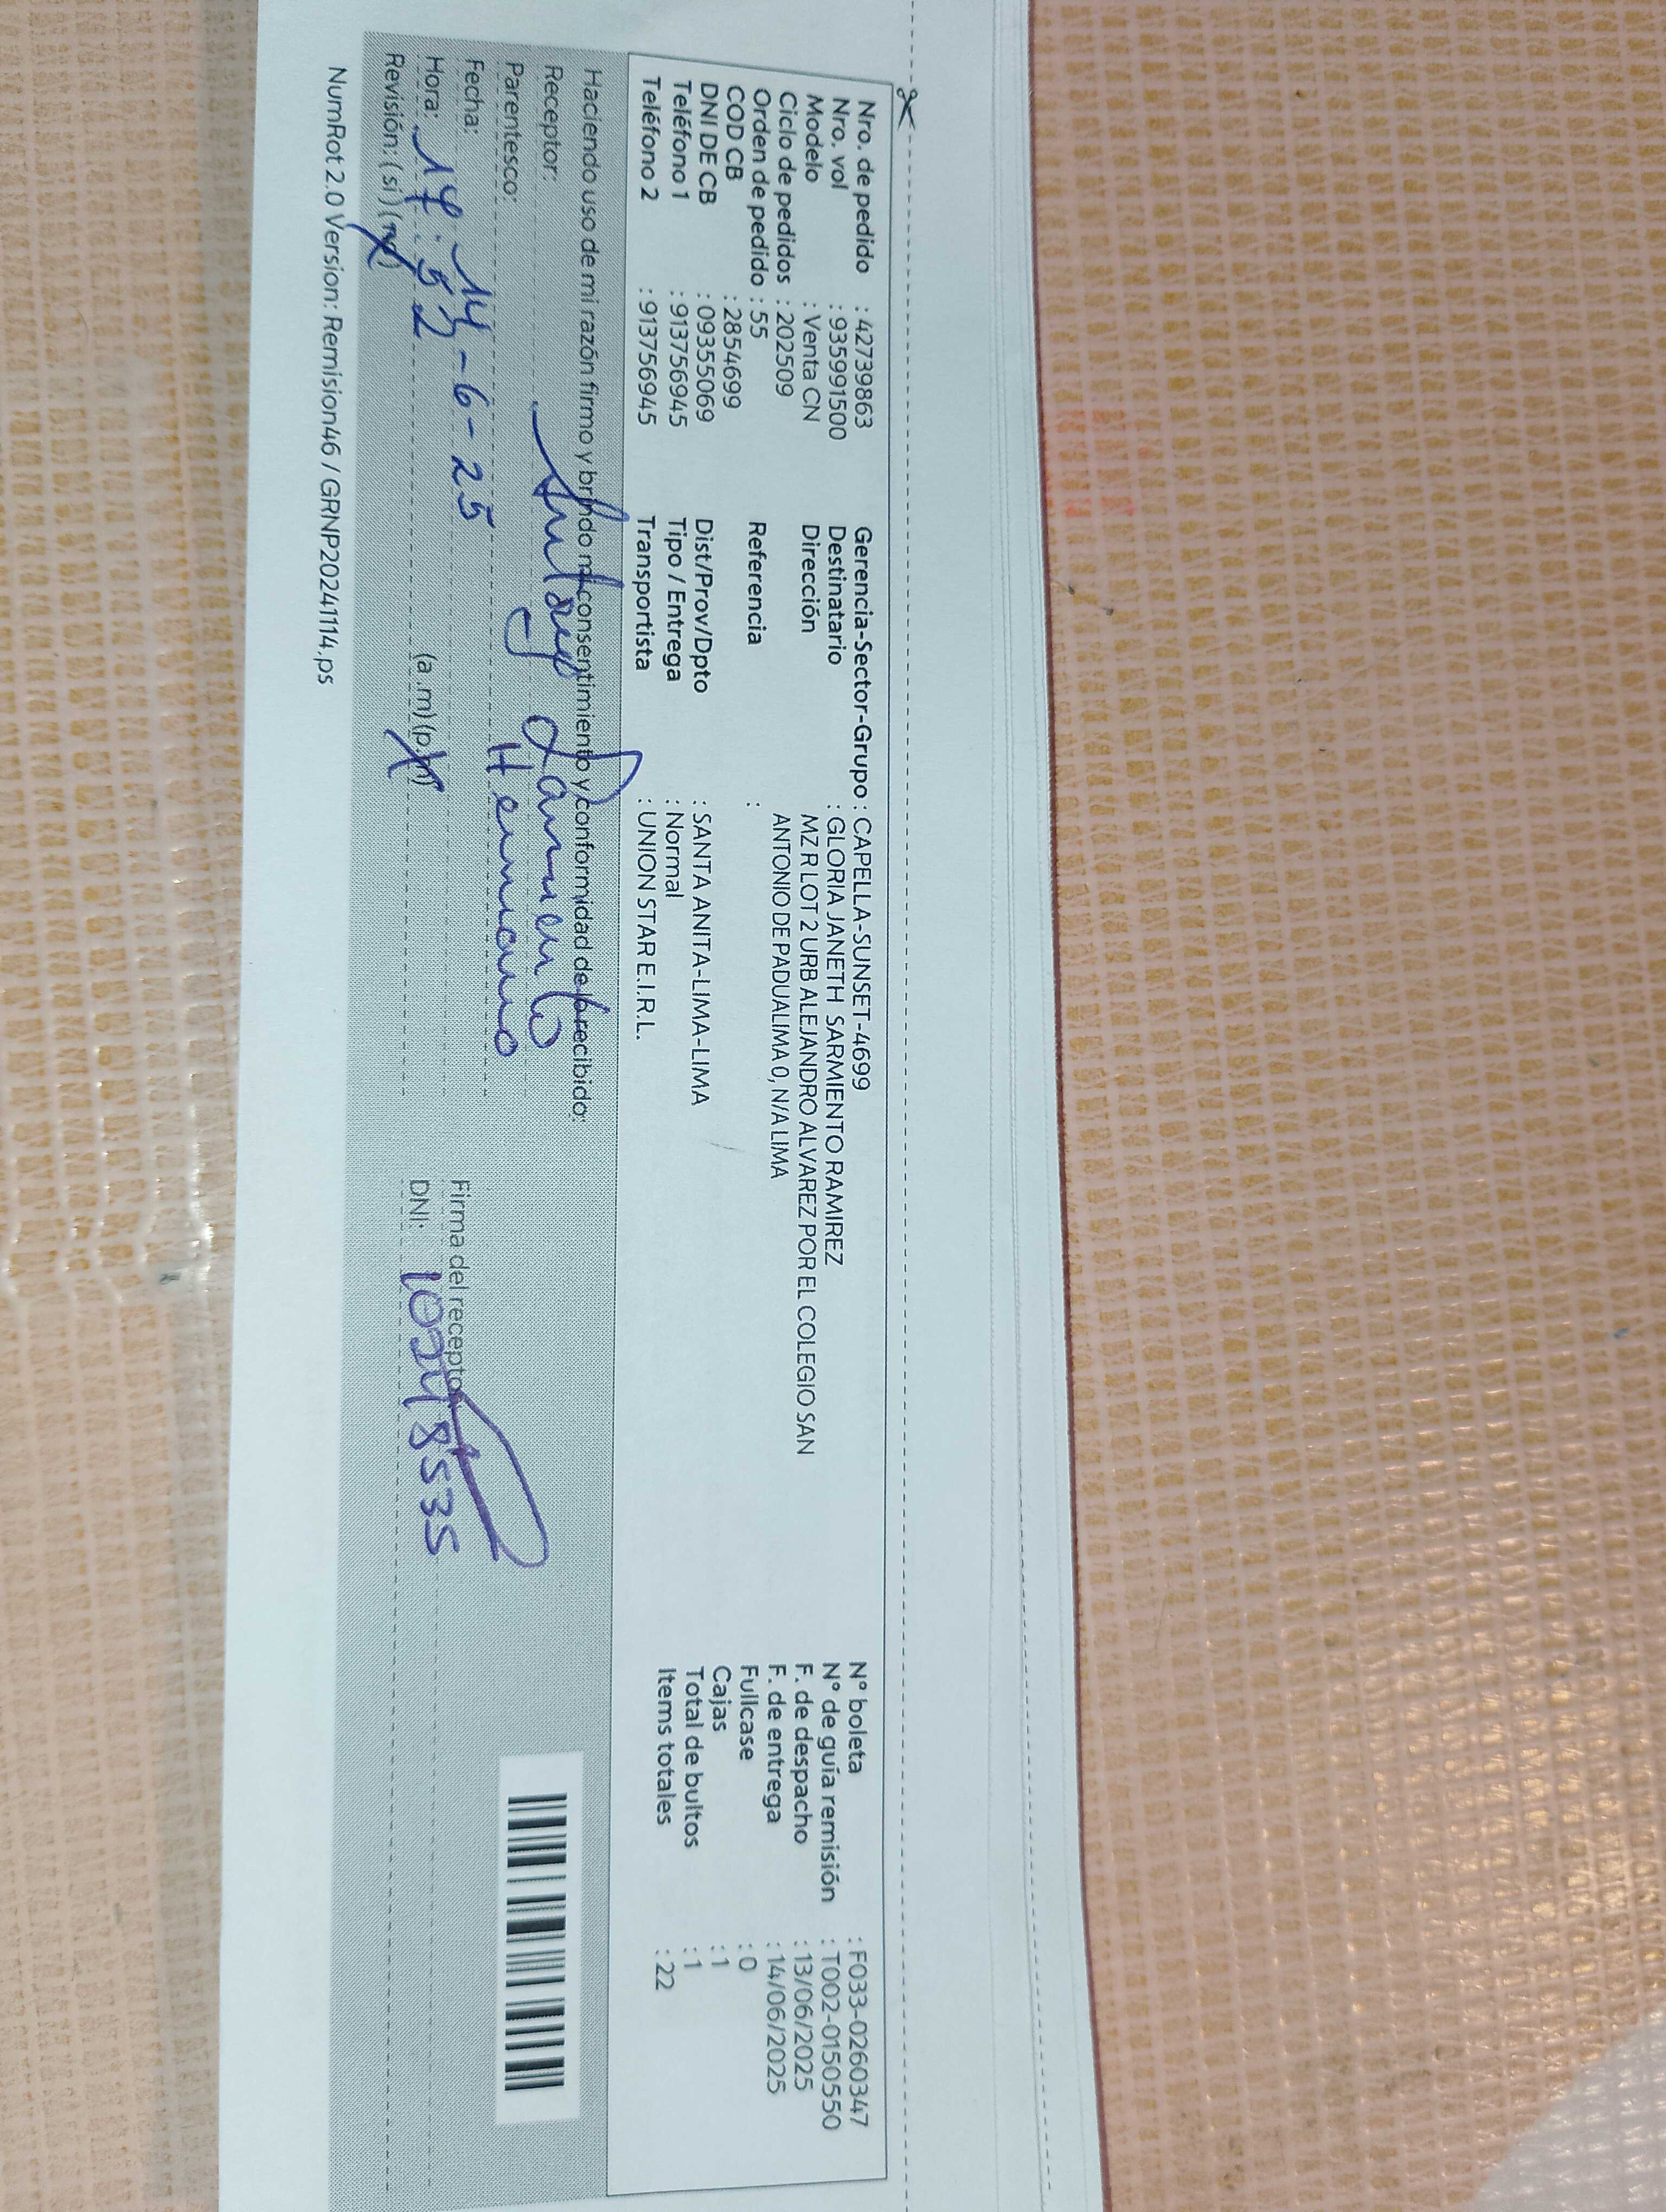 Nro. de pedido : 42739863
Nro. vol : 935991500
Modelo : Venta CN
Ciclo de pedidos : 202509
Orden de pedido : 55
COD CB : 2854699
DNI DE CB : 09355069
Teléfono 1 : 913756945
Teléfono 2 : 913756945
Gerencia-Sector-Grupo : CAPELLA-SUNSET-4699
Destinatario : GLORIA JANETH SARMIENTO RAMIREZ
Dirección MZ R LOT 2 URB ALEJANDRO ALVAREZ POR EL COLEGIO SAN
ANTONIO DE PADUALIMA 0, N/A LIMA
Referencia :
Dist/Prov/Dpto : SANTA ANITA-LIMA-LIMA
Tipo / Entrega : Normal
Transportista : UNION STAR E.I.R.L.
N° boleta : F033-0260347
N° de guía remisión : T002-0150550
F. de despacho : 13/06/2025
F. de entrega : 14/06/2025
Fullcase : 0
Cajas : 1
Total de bultos : 1
Items totales : 22
Haciendo uso de mi razón firmo y brindo mi consentimiento y conformidad de lo recibido:
Receptor:
Parentesco: Hermano
Fecha: 14-6-25
Hora: 17:52 (a.m) (p.m)
Revisión: (si) (no)
Firma del receptor
DNI: 10248535
NumRot 2.0 Version: Remision46 / GRNP20241114.ps